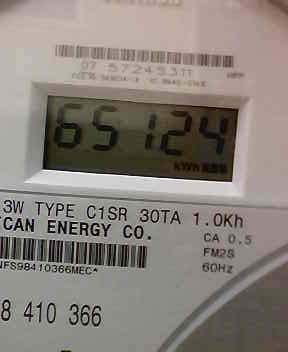 07 57245311
65124
kWh
3W TYPE C1SR 30TA 1.0Kh
CAN ENERGY CO.
CA 0.5
FM2S
NFS98410366MEC*
60Hz
8 410 366